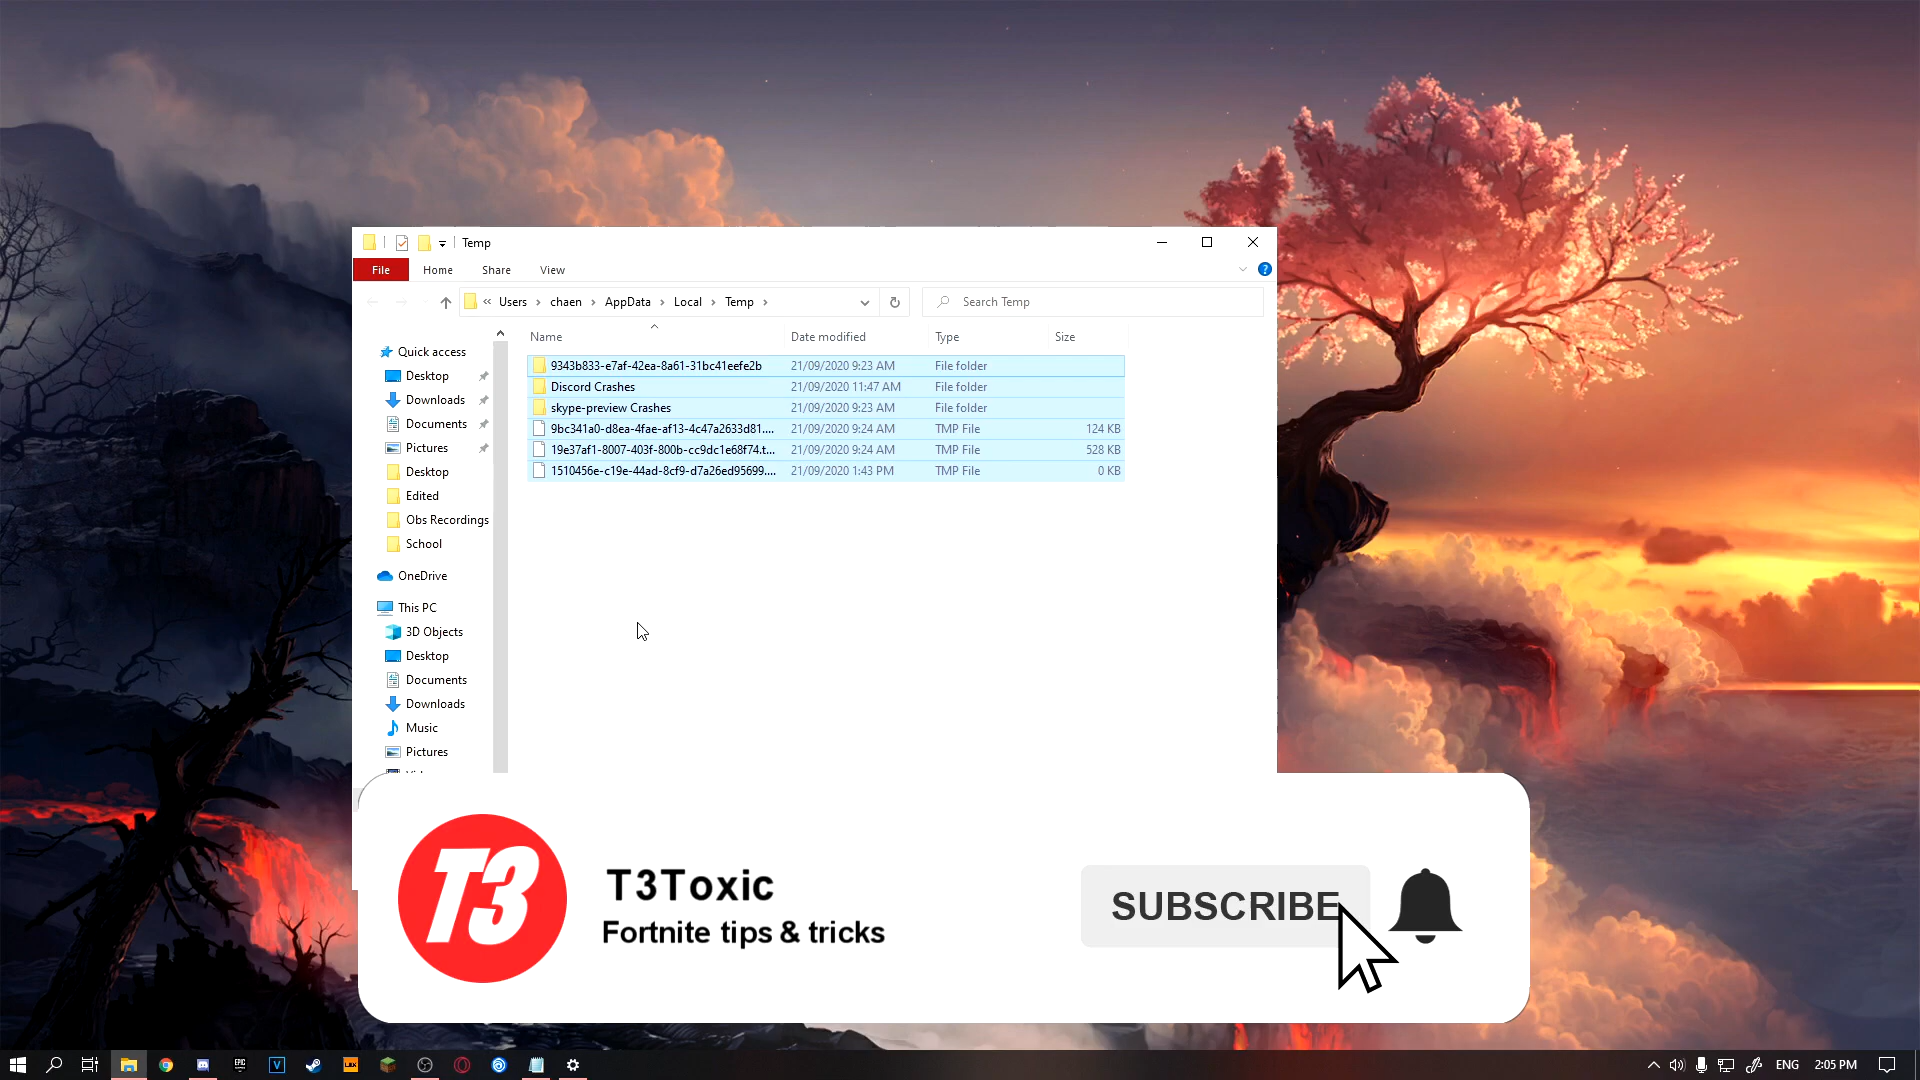 Temp
File Home Share View
« Users › chaen › AppData › Local › Temp ›
Search Temp
Name Date modified Type Size
Quick access
Desktop
Downloads
Documents
Pictures
Desktop
Edited
Obs Recordings
School
OneDrive
This PC
3D Objects
Desktop
Documents
Downloads
Music
Pictures
9343b833-e7af-42ea-8a61-31bc41eefe2b 21/09/2020 9:23 AM File folder
Discord Crashes 21/09/2020 11:47 AM File folder
skype-preview Crashes 21/09/2020 9:23 AM File folder
9bc341a0-d8ea-4fae-af13-4c47a2633d81.... 21/09/2020 9:24 AM TMP File 124 KB
19e37af1-8007-403f-800b-cc9dc1e68f74.t... 21/09/2020 9:24 AM TMP File 528 KB
1510456e-c19e-44ad-8cf9-d7a26ed95699.... 21/09/2020 1:43 PM TMP File 0 KB
T3
T3Toxic
Fortnite tips & tricks
SUBSCRIBE
EPIC
V
ENG 2:05 PM